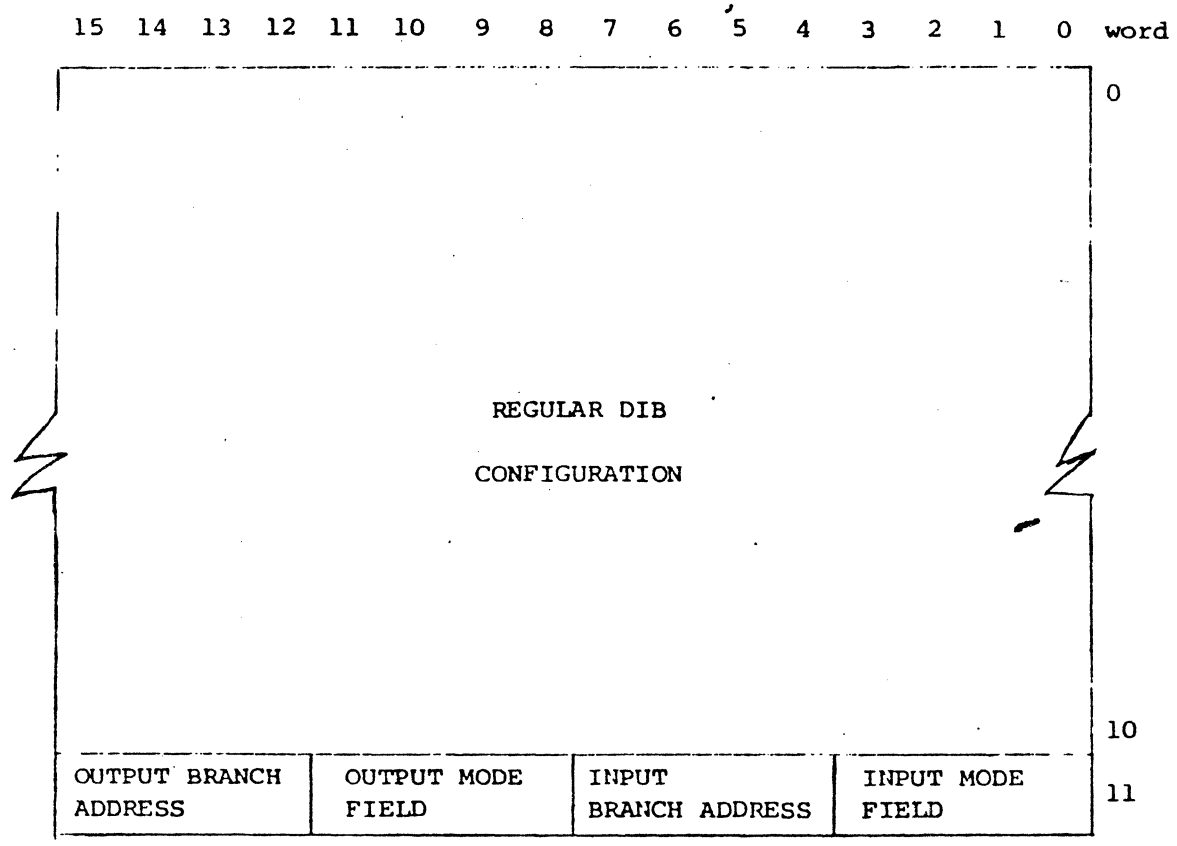 15 14 13 12 11 10 9 8 7 6 5 4 3 2 1 0 word
0
REGULAR DIB
CONFIGURATION
10
OUTPUT BRANCH ADDRESS
OUTPUT MODE FIELD
INPUT BRANCH ADDRESS
INPUT MODE FIELD
11